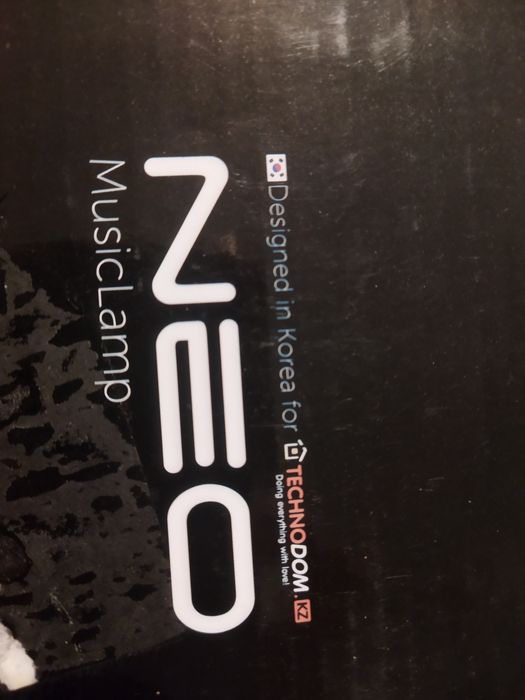 Designed in Korea for TECHNODOM.KZ
Doing everything with love!
NEO
MusicLamp